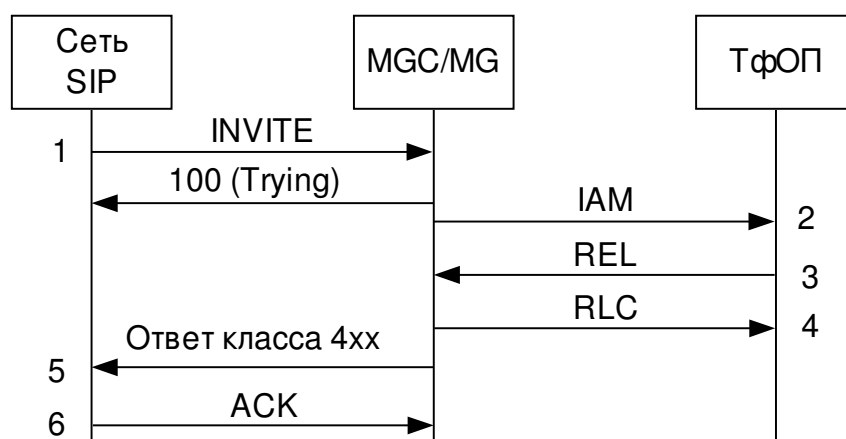 Сеть
SIP
MGC/MG
ТфОП
INVITE
1
100 (Trying)
IAM
2
REL
3
RLC
4
Ответ класса 4xx
5
ACK
6